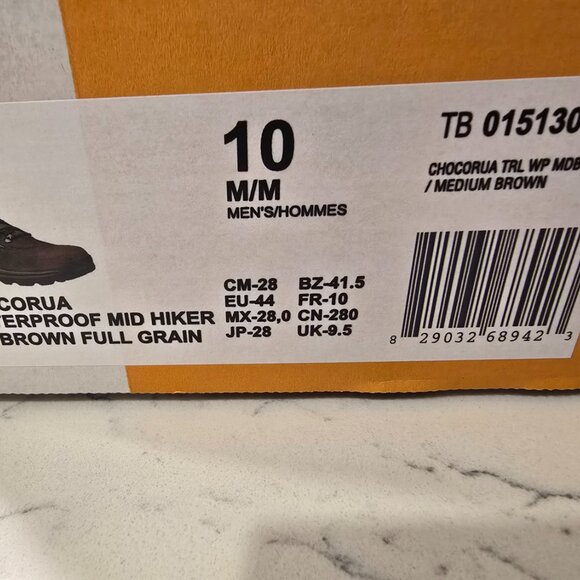 10
M/M
MEN'S/HOMMES
TB 015130
CHOCORUA TRL WP MDB
/ MEDIUM BROWN
CORUA
ERPROOF MID HIKER
BROWN FULL GRAIN
CM-28 BZ-41.5
EU-44 FR-10
MX-28,0 CN-280
JP-28 UK-9.5
8 29032 68942 3